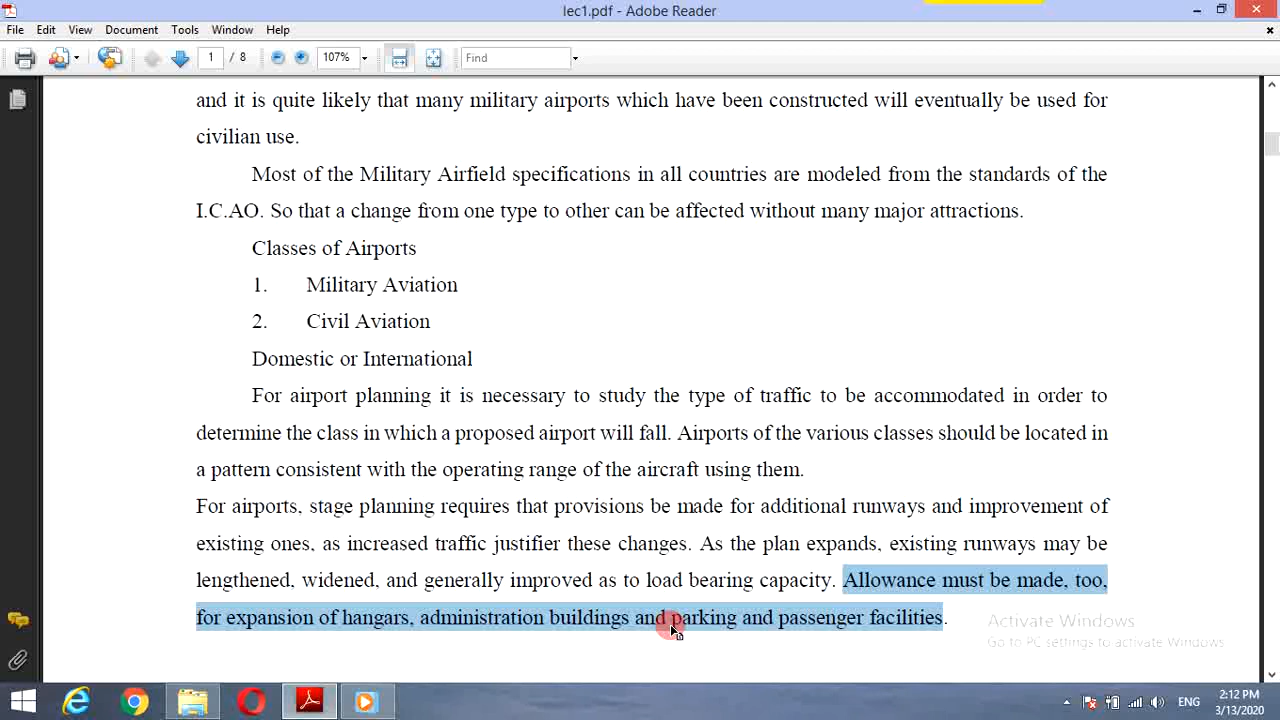 lec1.pdf - Adobe Reader
File Edit View Document Tools Window Help
1 / 8 107% Find
and it is quite likely that many military airports which have been constructed will eventually be used for
civilian use.
Most of the Military Airfield specifications in all countries are modeled from the standards of the
I.C.AO. So that a change from one type to other can be affected without many major attractions.
Classes of Airports
1. Military Aviation
2. Civil Aviation
Domestic or International
For airport planning it is necessary to study the type of traffic to be accommodated in order to
determine the class in which a proposed airport will fall. Airports of the various classes should be located in
a pattern consistent with the operating range of the aircraft using them.
For airports, stage planning requires that provisions be made for additional runways and improvement of
existing ones, as increased traffic justifier these changes. As the plan expands, existing runways may be
lengthened, widened, and generally improved as to load bearing capacity. Allowance must be made, too,
for expansion of hangars, administration buildings and parking and passenger facilities.
Activate Windows
Go to PC settings to activate Windows.
ENG
2:12 PM
3/13/2020